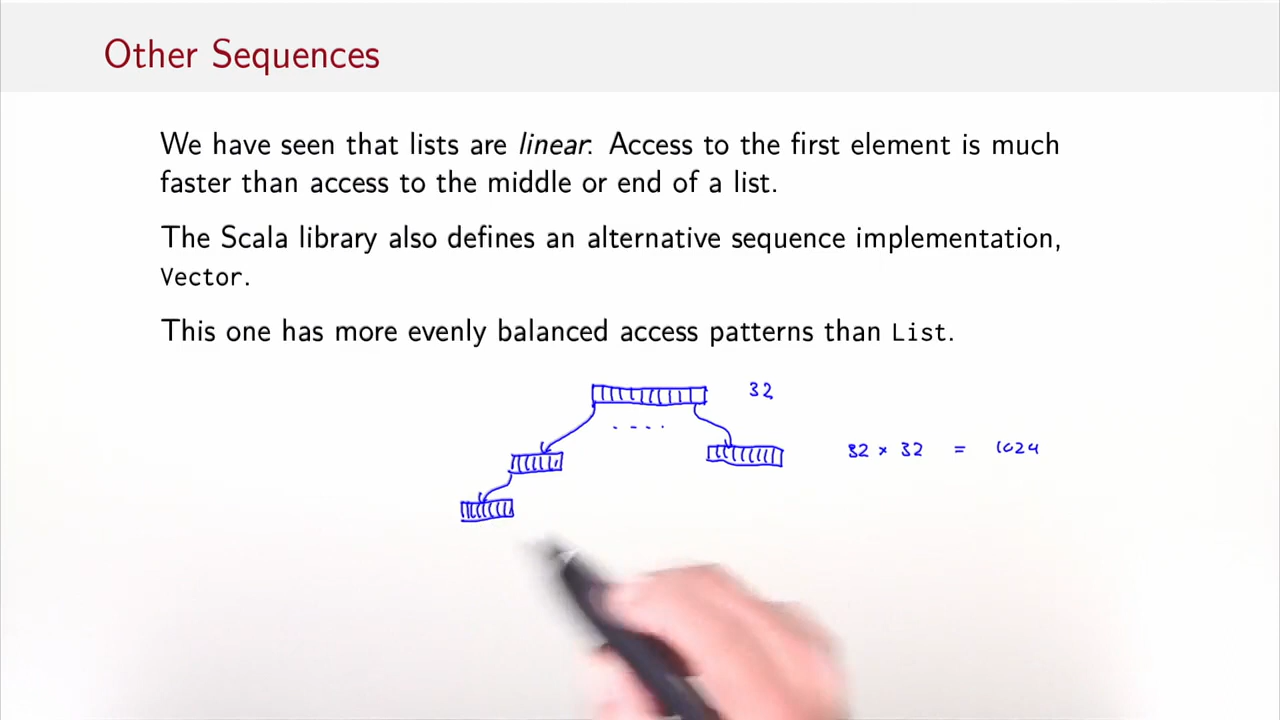 Other Sequences
We have seen that lists are linear. Access to the first element is much
faster than access to the middle or end of a list.
The Scala library also defines an alternative sequence implementation,
Vector.
This one has more evenly balanced access patterns than List.
32
32 × 32 = 1024